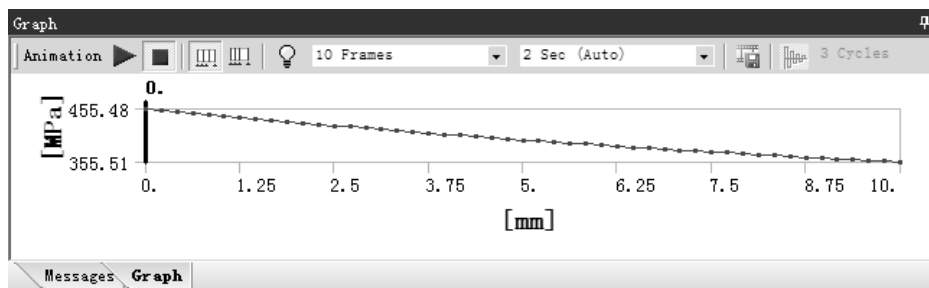 Graph
Animation 10 Frames 2 Sec (Auto) 3 Cycles
0.
455.48
[MPa]
355.51
0. 1.25 2.5 3.75 5. 6.25 7.5 8.75 10.
[mm]
Messages Graph